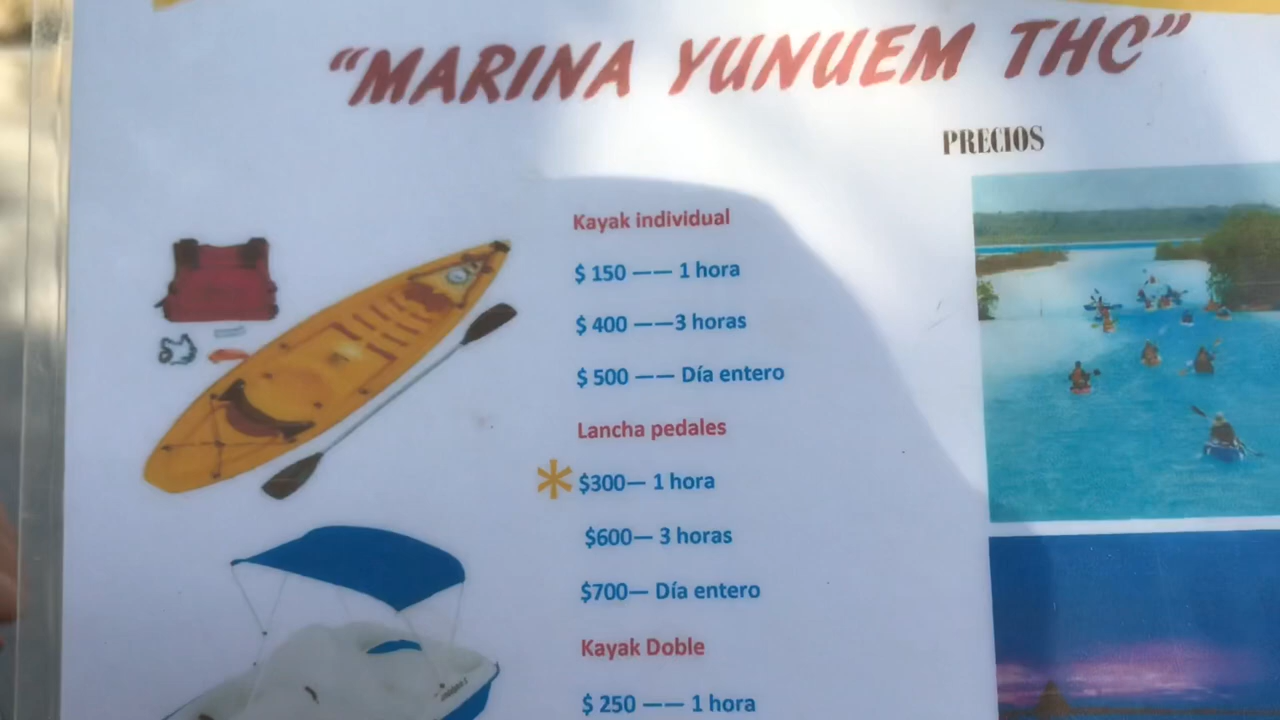 “MARINA YUNUEM THC”
PRECIOS
Kayak individual
$ 150 —— 1 hora
$ 400 ——3 horas
$ 500 —— Día entero
Lancha pedales
* $300— 1 hora
$600— 3 horas
$700— Día entero
Kayak Doble
$ 250 —— 1 hora